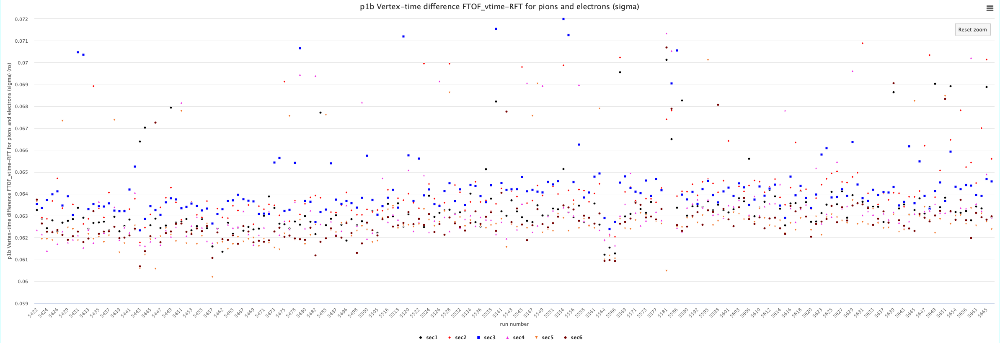 p1b Vertex-time difference FTOF_vtime-RFT for pions and electrons (sigma)
Reset zoom
p1b Vertex-time difference FTOF_vtime-RFT for pions and electrons (sigma) (ns)
0.072
0.071
0.07
0.069
0.068
0.067
0.066
0.065
0.064
0.063
0.062
0.061
0.06
0.059
5422 5424 5426 5429 5431 5433 5435 5437 5439 5441 5443 5445 5447 5449 5451 5453 5455 5457 5462 5465 5467 5469 5471 5473 5475 5478 5480 5482 5485 5487 5496 5498 5500 5505 5516 5518 5520 5522 5524 5526 5528 5532 5534 5536 5538 5541 5543 5545 5547 5549 5551 5554 5556 5558 5561 5564 5566 5569 5571 5573 5577 5581 5586 5590 5592 5595 5598 5601 5603 5606 5610 5612 5614 5616 5618 5620 5623 5625 5627 5629 5631 5633 5637 5639 5643 5645 5647 5649 5651 5654 5656 5663 5665
run number
sec1 sec2 sec3 sec4 sec5 sec6